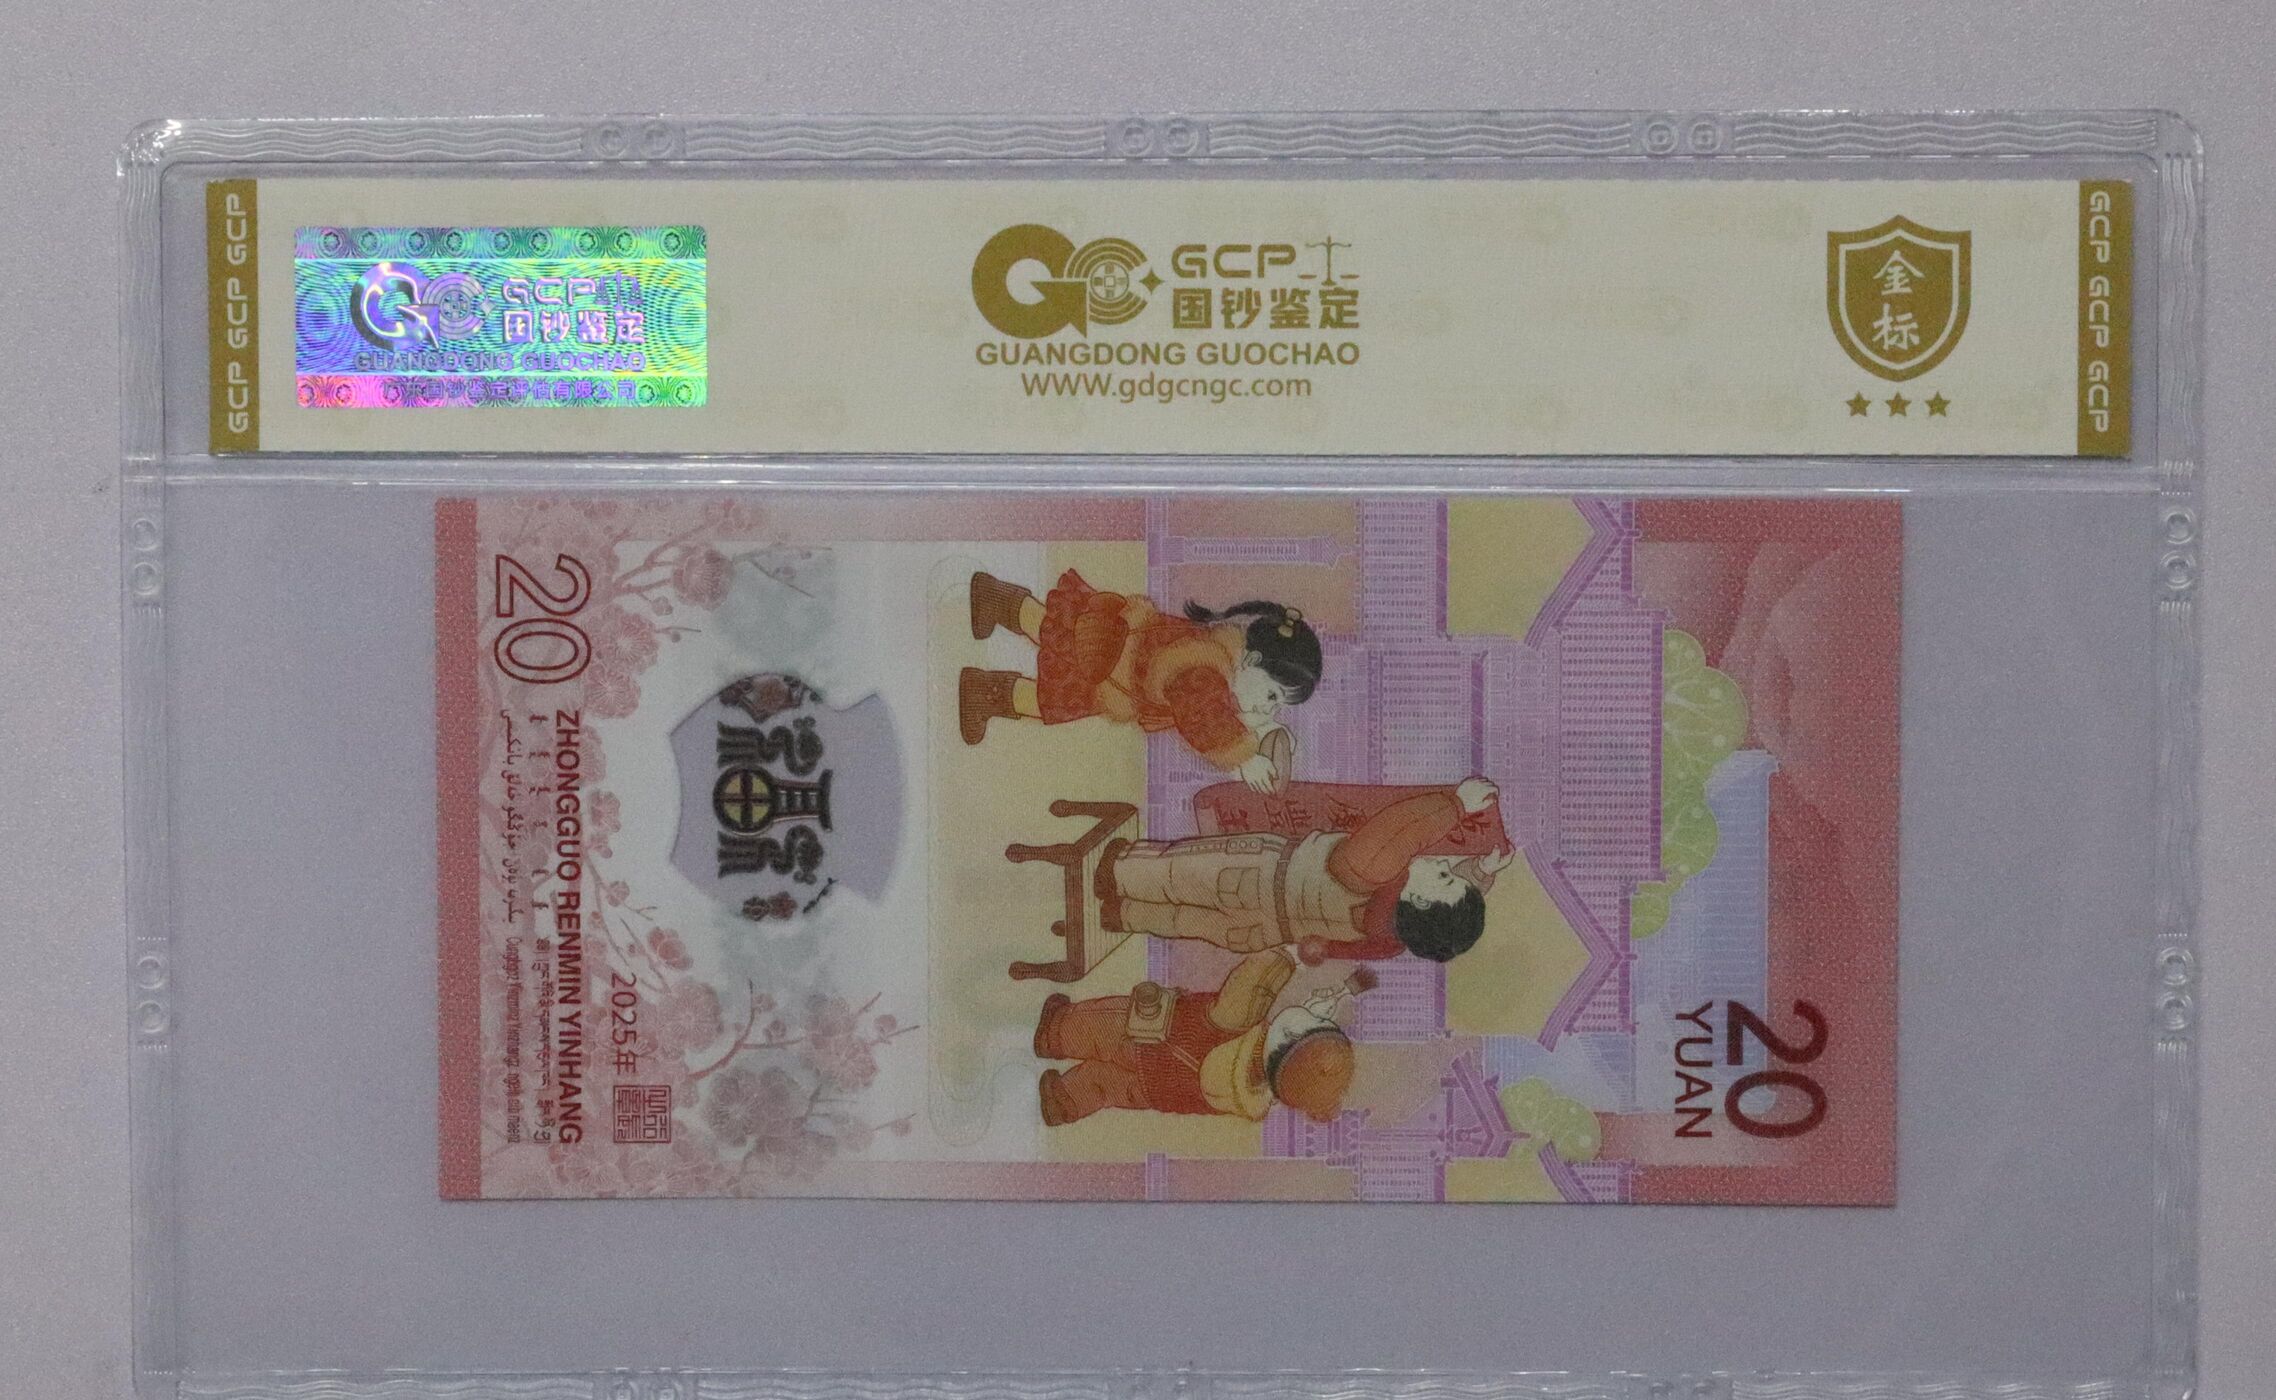 GCP GCP GCP
GCP
国钞鉴定
GUANGDONG GUOCHAO
广东国钞鉴定评估有限公司
GCP
国钞鉴定
GUANGDONG GUOCHAO
WWW.gdgcngc.com
金
标
GCP GCP GCP
20
YUAN
2025年
20
ZHONGGUO RENMIN YINHANG